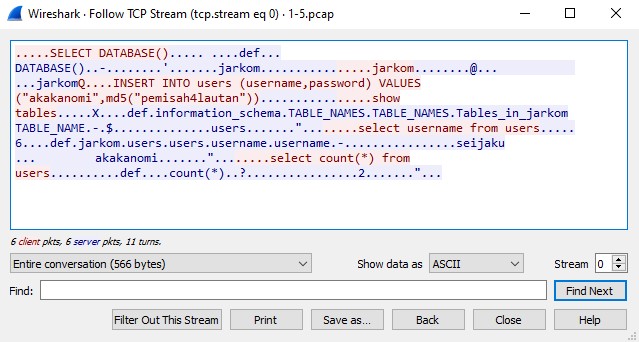 Wireshark · Follow TCP Stream (tcp.stream eq 0) · 1-5.pcap
.....SELECT DATABASE()..... ....def...
DATABASE()..-........'.......jarkom..................jarkom........@...
...jarkomQ....INSERT INTO users (username,password) VALUES
("akakanomi",md5("pemisah4lautan"))................show
tables.....X....def.information_schema.TABLE_NAMES.TABLE_NAMES.Tables_in_jarkom
TABLE_NAME.-.$..............users......."........select username from users.....
6....def.jarkom.users.users.username.username.-................seijaku
... akakanomi......."........select count(*) from
users..........def....count(*)..?................2......."...
6 client pkts, 6 server pkts, 11 turns.
Entire conversation (566 bytes) Show data as ASCII Stream 0
Find: Find Next
Filter Out This Stream Print Save as... Back Close Help